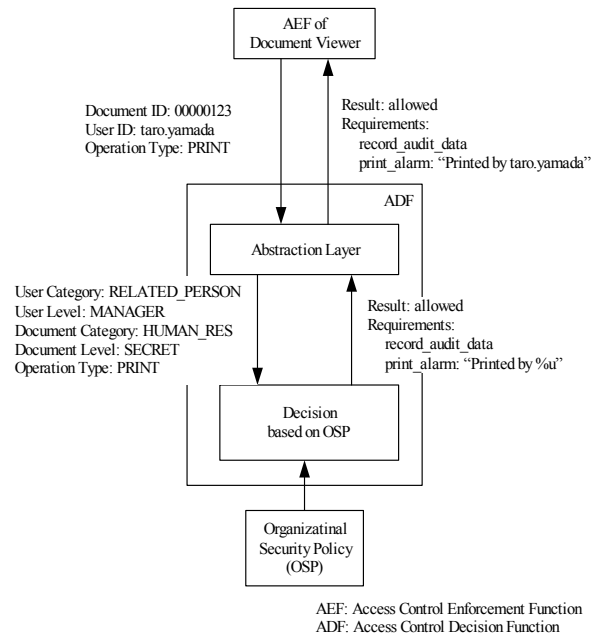 AEF of
Document Viewer
Document ID: 00000123
User ID: taro.yamada
Operation Type: PRINT
Result: allowed
Requirements:
record_audit_data
print_alarm: “Printed by taro.yamada”
ADF
Abstraction Layer
User Category: RELATED_PERSON
User Level: MANAGER
Document Category: HUMAN_RES
Document Level: SECRET
Operation Type: PRINT
Result: allowed
Requirements:
record_audit_data
print_alarm: “Printed by %u”
Decision
based on OSP
Organizatinal
Security Policy
(OSP)
AEF: Access Control Enforcement Function
ADF: Access Control Decision Function